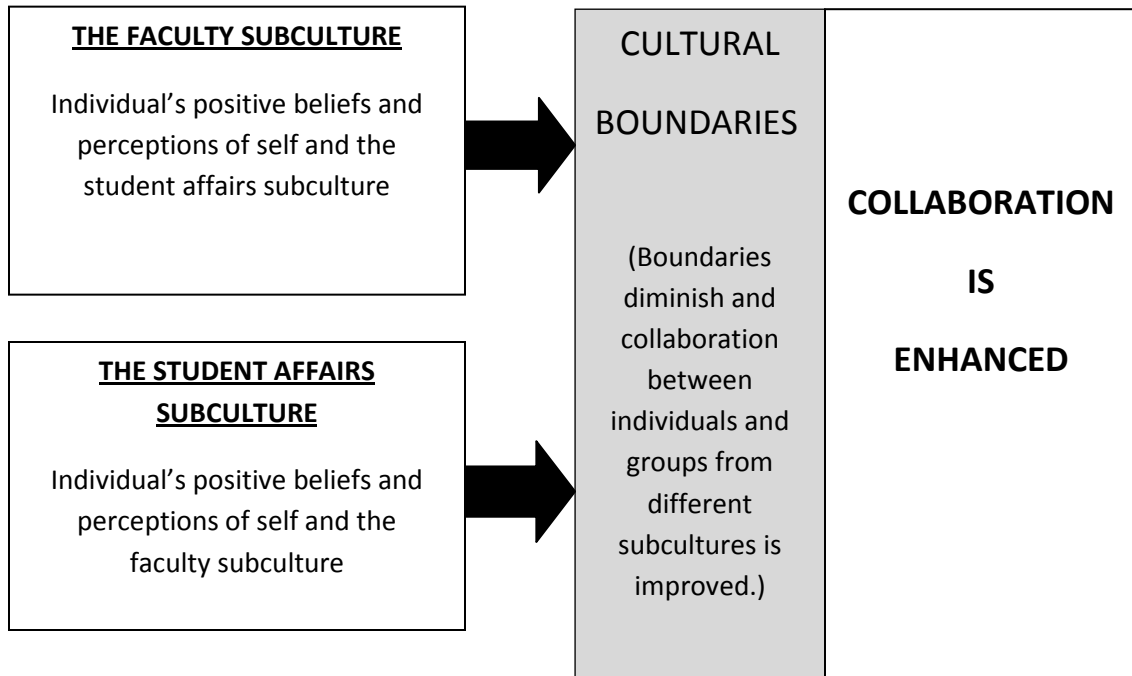 THE FACULTY SUBCULTURE
Individual’s positive beliefs and
perceptions of self and the
student affairs subculture
THE STUDENT AFFAIRS
SUBCULTURE
Individual’s positive beliefs and
perceptions of self and the
faculty subculture
CULTURAL
BOUNDARIES
(Boundaries
diminish and
collaboration
between
individuals and
groups from
different
subcultures is
improved.)
COLLABORATION
IS
ENHANCED